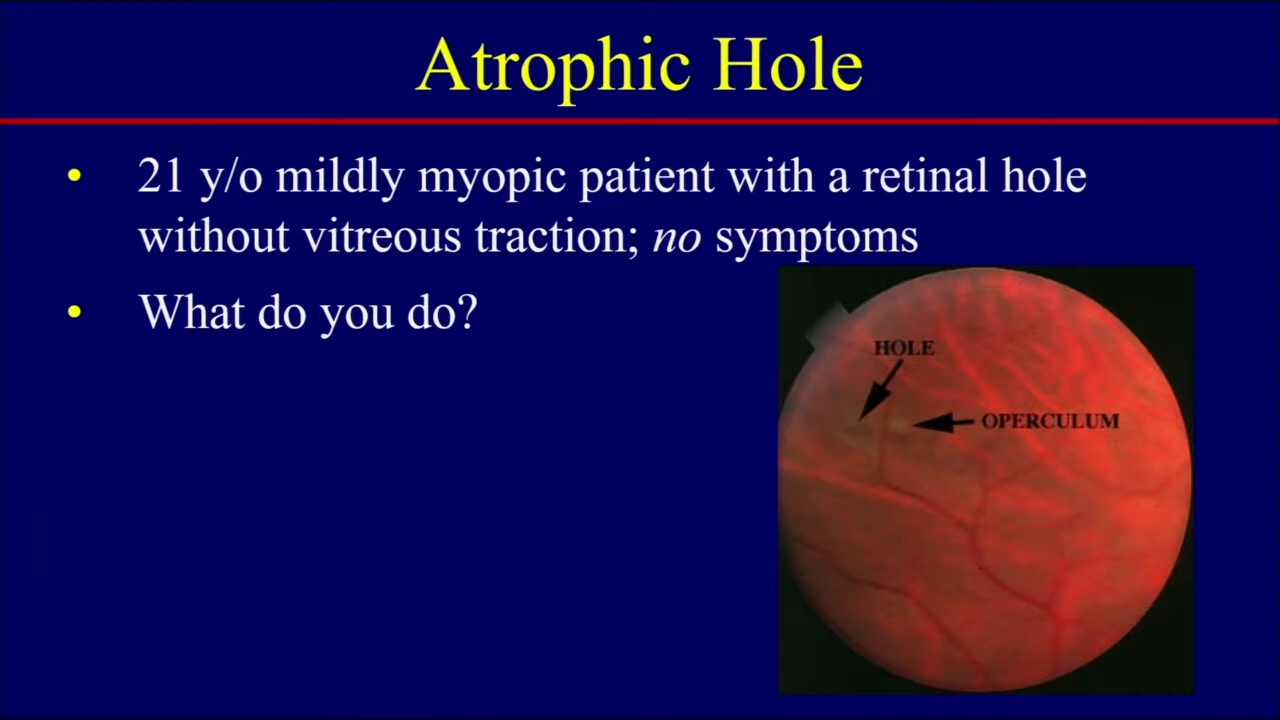 Atrophic Hole
• 21 y/o mildly myopic patient with a retinal hole
without vitreous traction; no symptoms
• What do you do?
HOLE
OPERCULUM